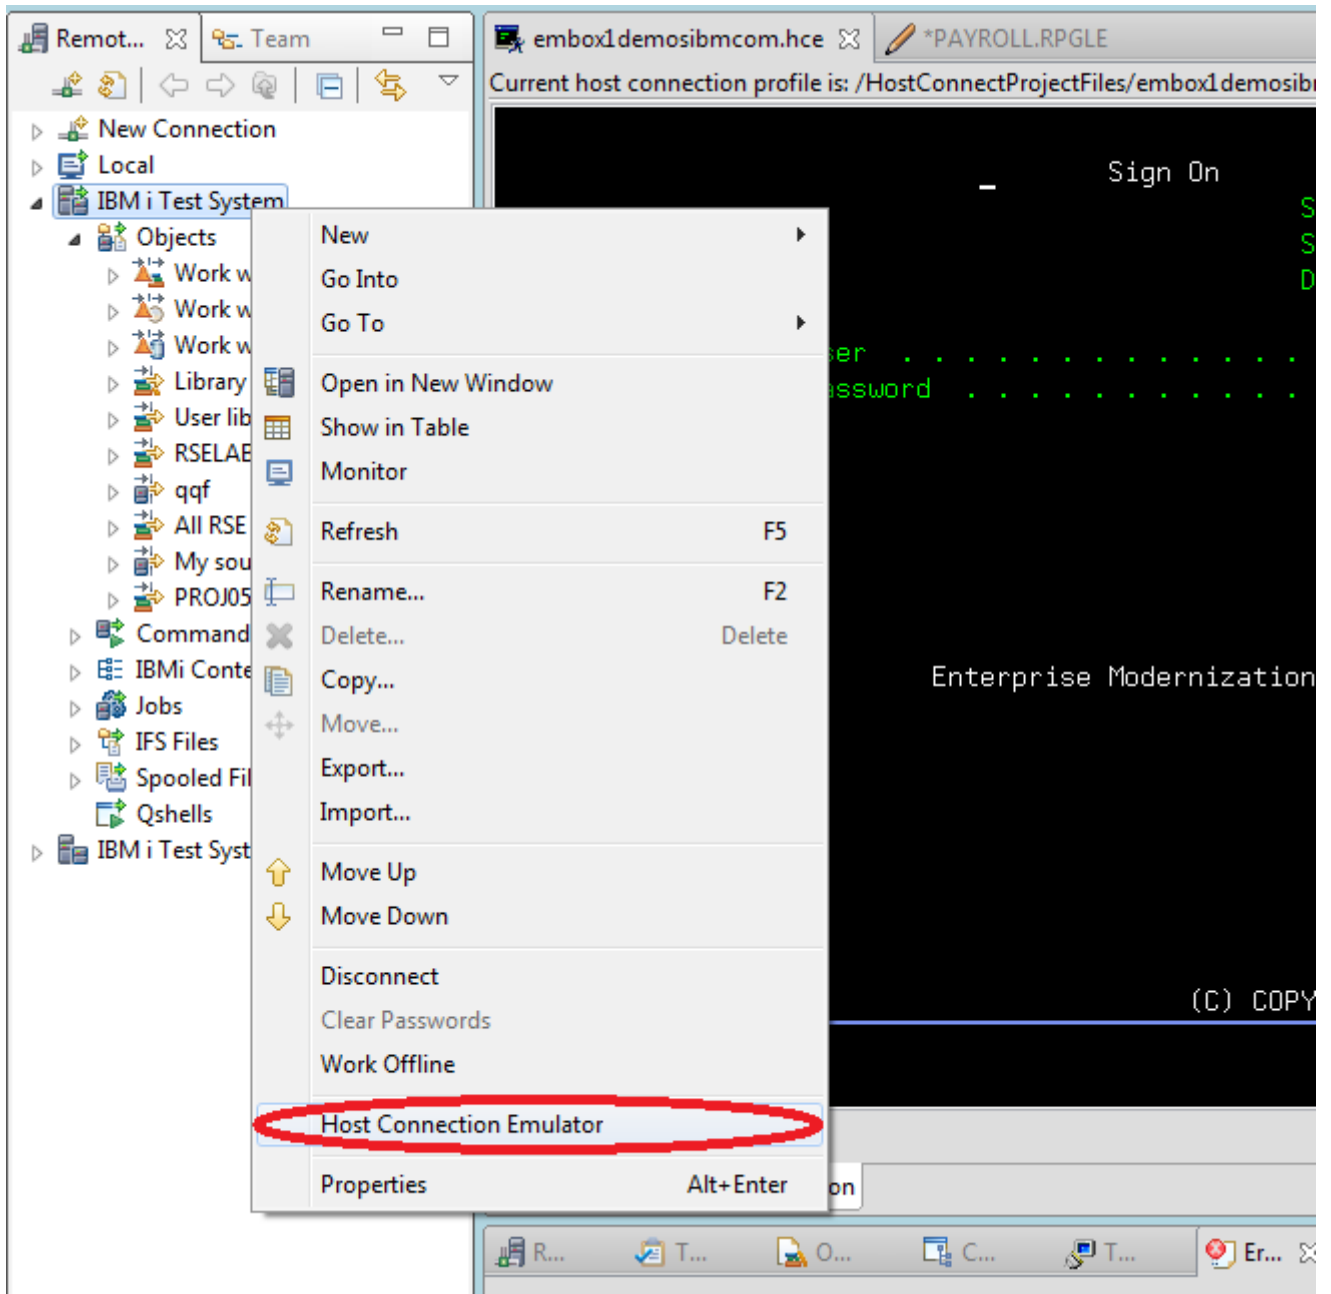 Remot... Team
embox1demosibmcom.hce *PAYROLL.RPGLE
Current host connection profile is: /HostConnectProjectFiles/embox1demosib
New Connection
Local
IBM i Test System
Objects
Work w
Work w
Work w
Library
User lib
RSELAB
qqf
All RSE
My sou
PROJ05
Command
IBMi Conte
Jobs
IFS Files
Spooled Fil
Qshells
IBM i Test Syst
New
Go Into
Go To
Open in New Window
Show in Table
Monitor
Refresh F5
Rename... F2
Delete... Delete
Copy...
Move...
Export...
Import...
Move Up
Move Down
Disconnect
Clear Passwords
Work Offline
Host Connection Emulator
Properties Alt+Enter
Sign On
S
S
D
ser . . . . . . . . . . . . .
assword . . . . . . . . . . .
Enterprise Modernization
(C) COPY
on
R... T... O... C... T... Er...